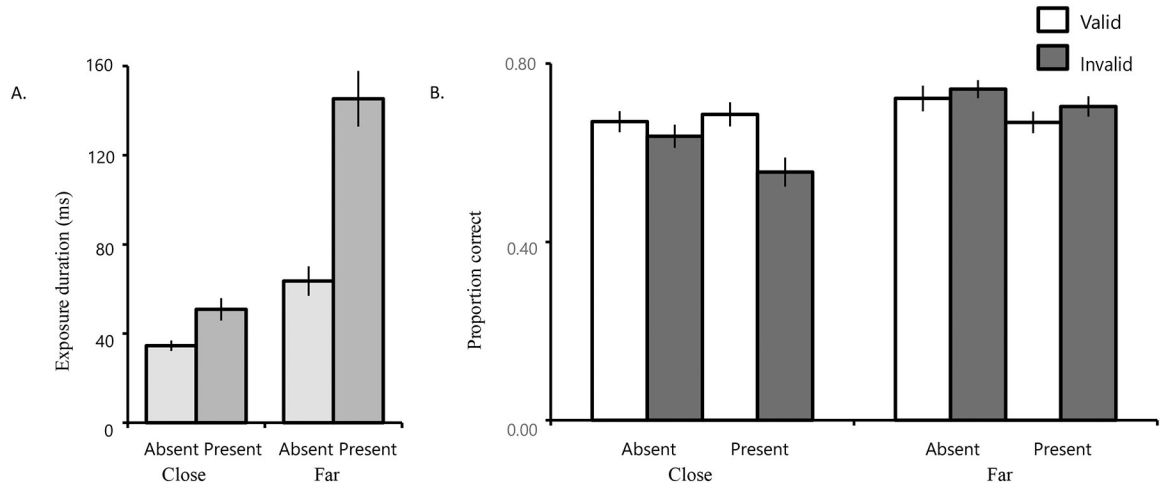 A.
160
120
80
40
0
Exposure duration (ms)
Absent Present Absent Present
Close Far
B.
Valid
Invalid
0.80
0.40
0.00
Proportion correct
Absent Present Absent Present
Close Far